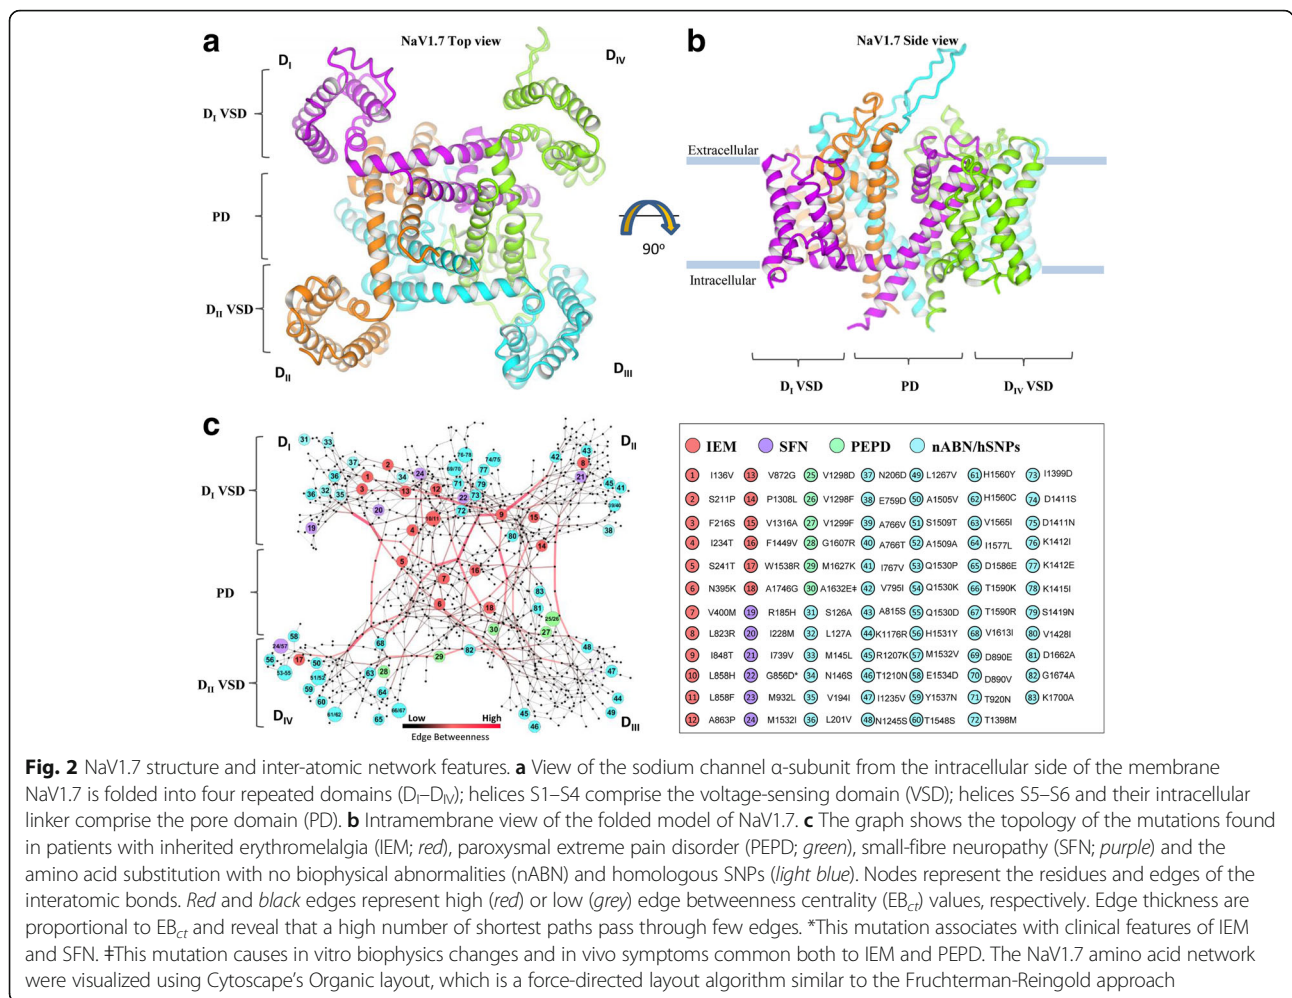 a
NaV1.7 Top view
D_I
D_IV
D_I VSD
PD
D_II VSD
D_II
D_III
90°
b
NaV1.7 Side view
Extracellular
Intracellular
D_I VSD
PD
D_IV VSD
c
D_I
D_II
D_I VSD
PD
D_II VSD
D_IV
D_III
Low High
Edge Betweenness
IEM SFN PEPD nABN/hSNPs
1 I136V 13 V872G 25 V1298D 37 N206D 49 L1267V 61 H1560Y 73 I1399D
2 S211P 14 P1308L 26 V1298F 38 E759D 50 A1505V 62 H1560C 74 D1411S
3 F216S 15 V1316A 27 V1299F 39 A766V 51 S1509T 63 V1565I 75 D1411N
4 I234T 16 F1449V 28 G1607R 40 A766T 52 A1509A 64 I1577L 76 K1412I
5 S241T 17 W1538R 29 M1627K 41 I767V 53 Q1530P 65 D1586E 77 K1412E
6 N395K 18 A1746G 30 A1632E‡ 42 V795I 54 Q1530K 66 T1590K 78 K1415I
7 V400M 19 R185H 31 S126A 43 A815S 55 Q1530D 67 T1590R 79 S1419N
8 L823R 20 I228M 32 L127A 44 K1176R 56 H1531Y 68 V1613I 80 V1428I
9 I848T 21 I739V 33 M145L 45 R1207K 57 M1532V 69 D890E 81 D1662A
10 L858H 22 G856D* 34 N146S 46 T1210N 58 E1534D 70 D890V 82 G1674A
11 L858F 23 M932L 35 V194I 47 I1235V 59 Y1537N 71 T920N 83 K1700A
12 A863P 24 M1532I 36 L201V 48 N1245S 60 T1548S 72 T1398M
Fig. 2 NaV1.7 structure and inter-atomic network features. a View of the sodium channel α-subunit from the intracellular side of the membrane
NaV1.7 is folded into four repeated domains (D_I–D_IV); helices S1–S4 comprise the voltage-sensing domain (VSD); helices S5–S6 and their intracellular
linker comprise the pore domain (PD). b Intramembrane view of the folded model of NaV1.7. c The graph shows the topology of the mutations found
in patients with inherited erythromelalgia (IEM; red), paroxysmal extreme pain disorder (PEPD; green), small-fibre neuropathy (SFN; purple) and the
amino acid substitution with no biophysical abnormalities (nABN) and homologous SNPs (light blue). Nodes represent the residues and edges of the
interatomic bonds. Red and black edges represent high (red) or low (grey) edge betweenness centrality (EB_ct) values, respectively. Edge thickness are
proportional to EB_ct and reveal that a high number of shortest paths pass through few edges. *This mutation associates with clinical features of IEM
and SFN. ‡This mutation causes in vitro biophysics changes and in vivo symptoms common both to IEM and PEPD. The NaV1.7 amino acid network
were visualized using Cytoscape's Organic layout, which is a force-directed layout algorithm similar to the Fruchterman-Reingold approach